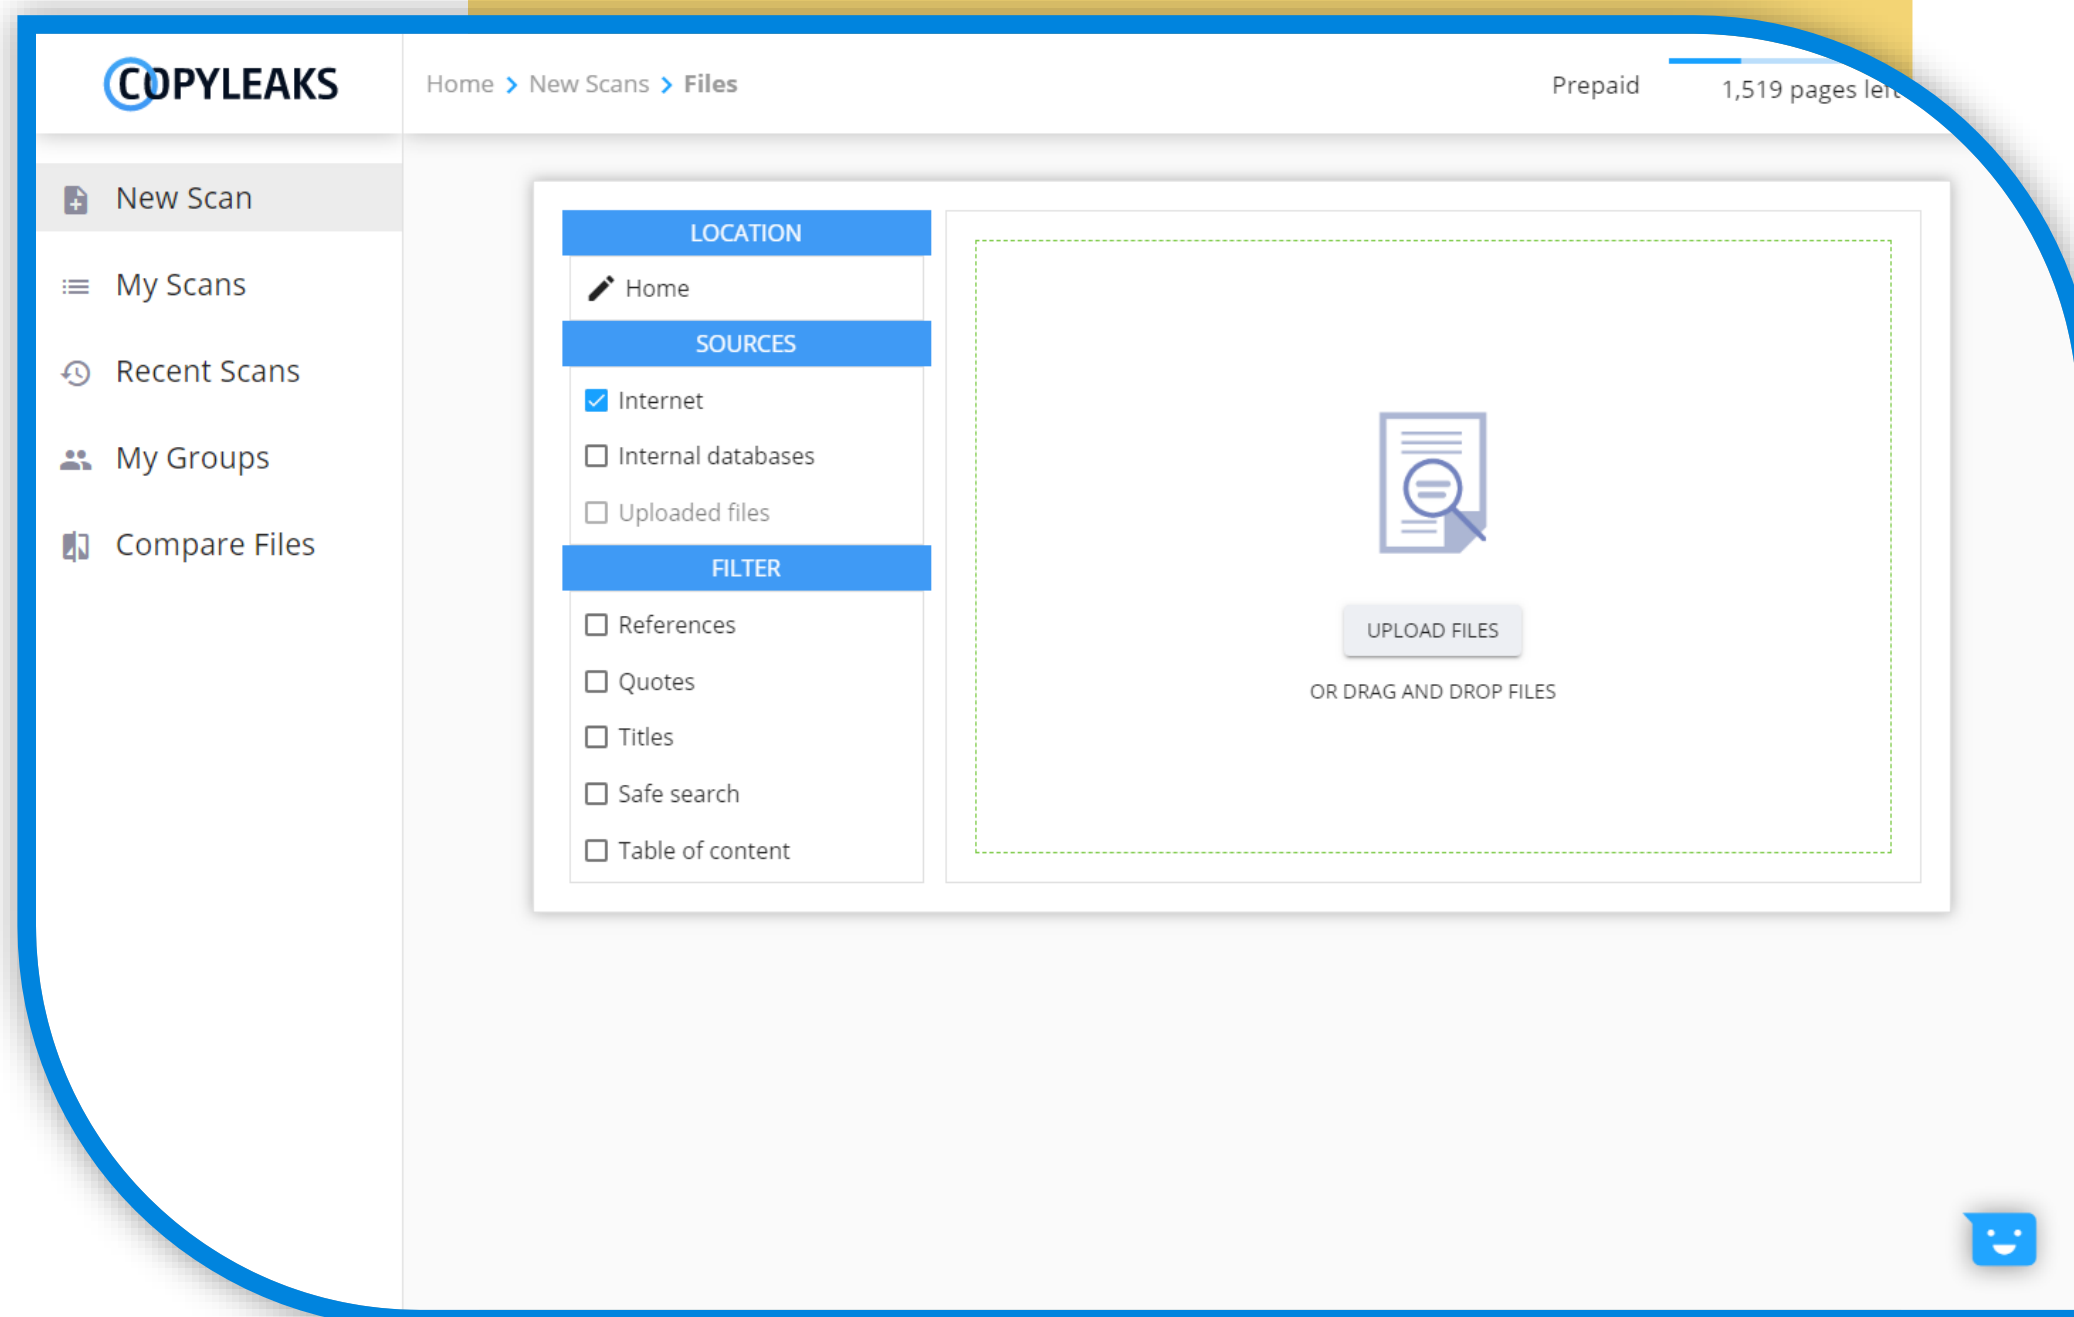 COPYLEAKS
Home > New Scans > Files
Prepaid
1,519 pages left
New Scan
My Scans
Recent Scans
My Groups
Compare Files
LOCATION
Home
SOURCES
Internet
Internal databases
Uploaded files
FILTER
References
Quotes
Titles
Safe search
Table of content
UPLOAD FILES
OR DRAG AND DROP FILES